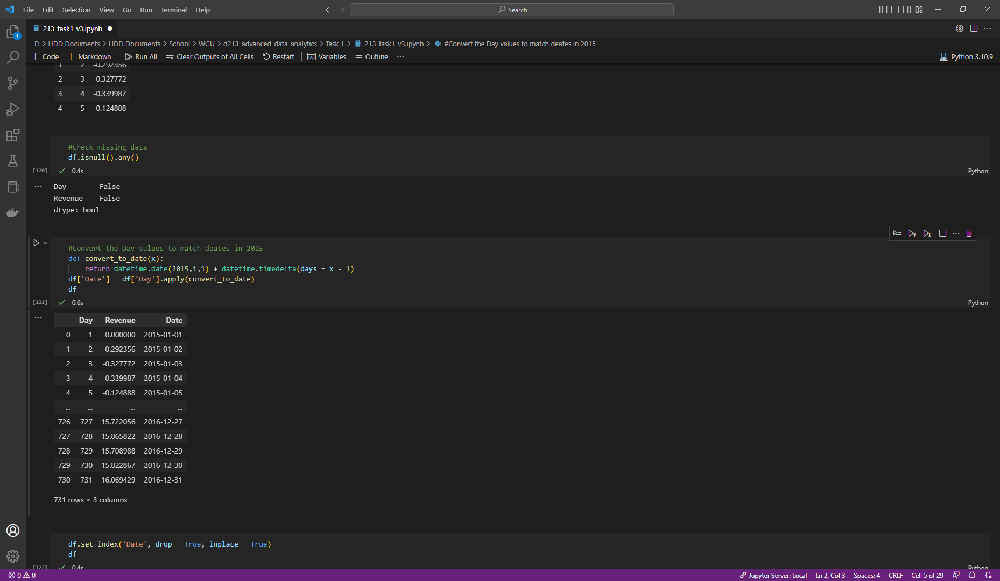 File Edit Selection View Go Run Terminal Help
Search
213_task1_v3.ipynb
E: > HDD Documents > HDD Documents > School > WGU > d213_advanced_data_analytics > Task 1 > 213_task1_v3.ipynb > #Convert the Day values to match deates in 2015
Code Markdown Run All Clear Outputs of All Cells Restart Variables Outline ... Python 3.10.9
1 2 -0.292356
2 3 -0.327772
3 4 -0.339987
4 5 -0.124888
#Check missing data
df.isnull().any()
[120] 0.4s Python
Day False
Revenue False
dtype: bool
#Convert the Day values to match deates in 2015
def convert_to_date(x):
return datetime.date(2015,1,1) + datetime.timedelta(days = x - 1)
df['Date'] = df['Day'].apply(convert_to_date)
df
[121] 0.6s Python
Day Revenue Date
0 1 0.000000 2015-01-01
1 2 -0.292356 2015-01-02
2 3 -0.327772 2015-01-03
3 4 -0.339987 2015-01-04
4 5 -0.124888 2015-01-05
... ... ... ...
726 727 15.722056 2016-12-27
727 728 15.865822 2016-12-28
728 729 15.708988 2016-12-29
729 730 15.822867 2016-12-30
730 731 16.069429 2016-12-31
731 rows × 3 columns
df.set_index('Date', drop = True, inplace = True)
df
[122] 0.4s Python
1
0 0 Jupyter Server: Local Ln 2, Col 3 Spaces: 4 CRLF Cell 5 of 29